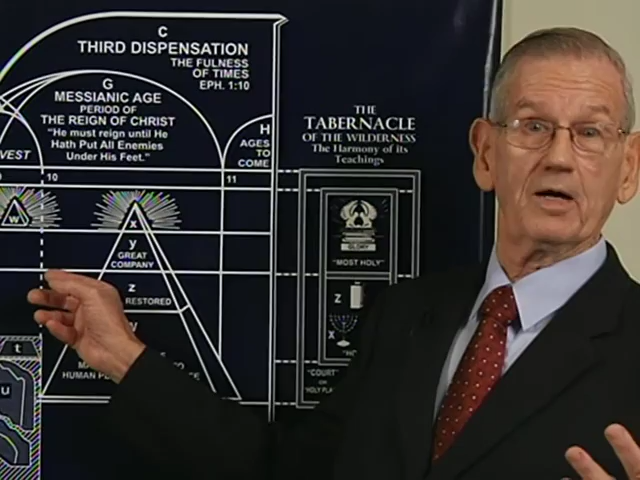 C
THIRD DISPENSATION
THE FULNESS
OF TIMES
EPH. 1:10
G
MESSIANIC AGE
PERIOD OF
THE REIGN OF CHRIST
"He must reign until He
Hath Put All Enemies
Under His Feet."
H
AGES
TO
COME
VEST
10
11
W
x
y
GREAT
COMPANY
z
RESTORED
HUMAN
t
u
THE
TABERNACLE
OF THE WILDERNESS
The Harmony of its
Teachings
GLORY
"MOST HOLY"
Z
X
"COURT"
OR